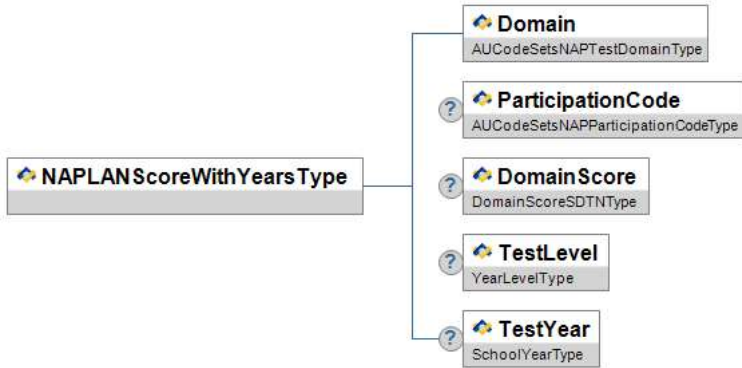 Domain
AUCodeSetsNAPTestDomainType
? ParticipationCode
AUCodeSetsNAPParticipationCodeType
NAPLANScoreWithYearsType
? DomainScore
DomainScoreSDTNType
? TestLevel
YearLevelType
? TestYear
SchoolYearType